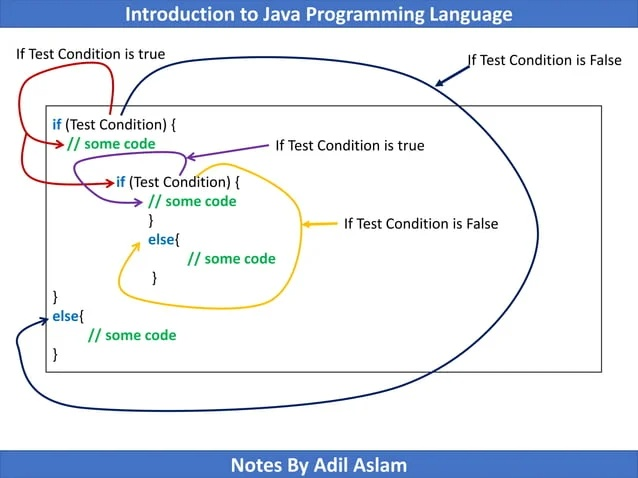 Introduction to Java Programming Language
If Test Condition is true
If Test Condition is False
if (Test Condition) {
// some code
If Test Condition is true
if (Test Condition) {
// some code
}
If Test Condition is False
else{
// some code
}
}
else{
// some code
}
Notes By Adil Aslam